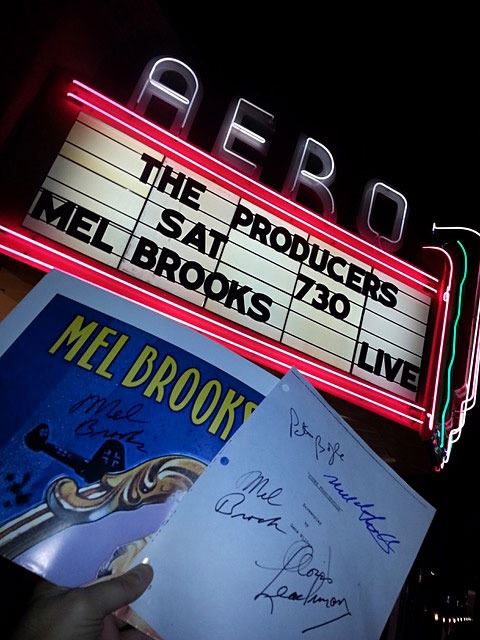 AERO
THE PRODUCERS
SAT 730
MEL BROOKS LIVE
MEL BROOKS
Mel
Brooks
Peter Boyle
Mel
Brooks
Cloris
Leachman